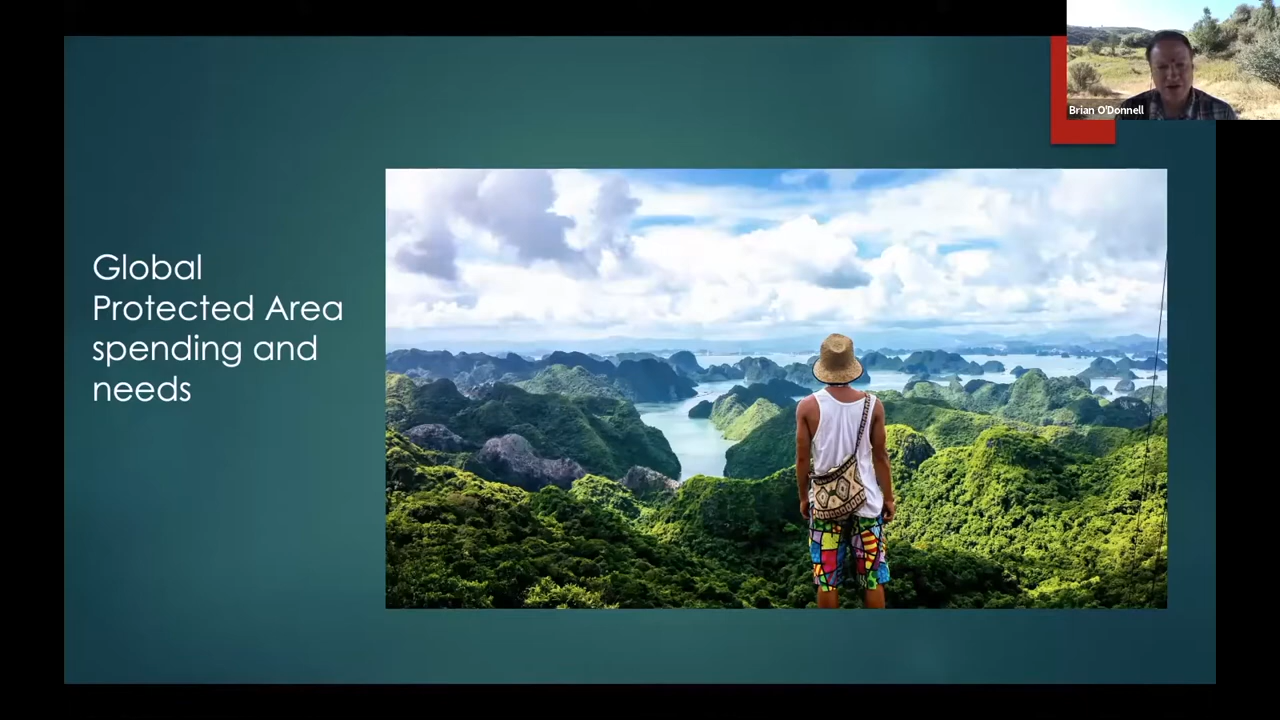 Brian O'Donnell
Global
Protected Area
spending and
needs